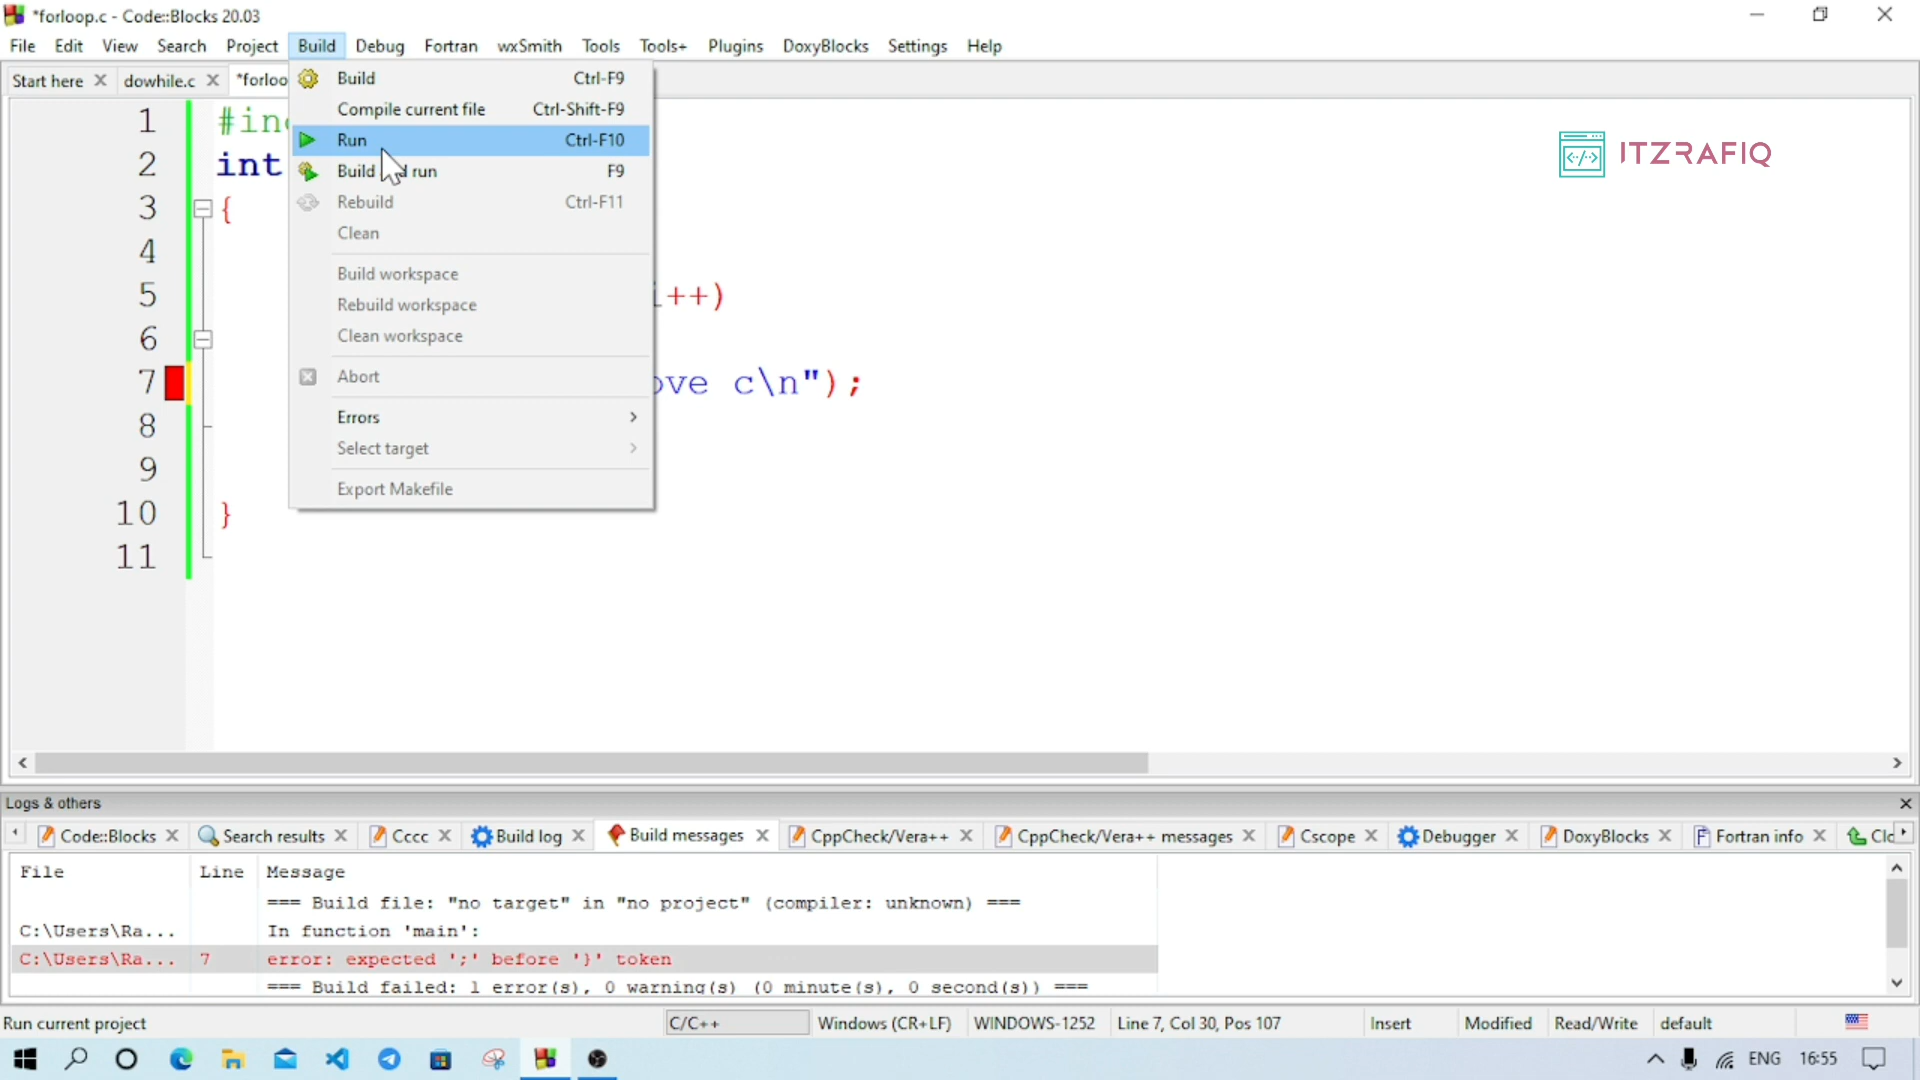 *forloop.c - Code::Blocks 20.03
File Edit View Search Project Build Debug Fortran wxSmith Tools Tools+ Plugins DoxyBlocks Settings Help
Start here dowhile.c *forloo
Build Ctrl-F9
Compile current file Ctrl-Shift-F9
Run Ctrl-F10
Build run F9
Rebuild Ctrl-F11
Clean
Build workspace
Rebuild workspace
Clean workspace
Abort
Errors
Select target
Export Makefile
1 #in
2 int
3 {
4
5 i++)
6
7 ove c\n");
8
9
10 }
11
ITZRAFIQ
Logs & others
Code::Blocks Search results Cccc Build log Build messages CppCheck/Vera++ CppCheck/Vera++ messages Cscope Debugger DoxyBlocks Fortran info Clo
File Line Message
=== Build file: "no target" in "no project" (compiler: unknown) ===
C:\Users\Ra... In function 'main':
C:\Users\Ra... 7 error: expected ';' before '}' token
=== Build failed: 1 error(s), 0 warning(s) (0 minute(s), 0 second(s)) ===
Run current project C/C++ Windows (CR+LF) WINDOWS-1252 Line 7, Col 30, Pos 107 Insert Modified Read/Write default
ENG 16:55